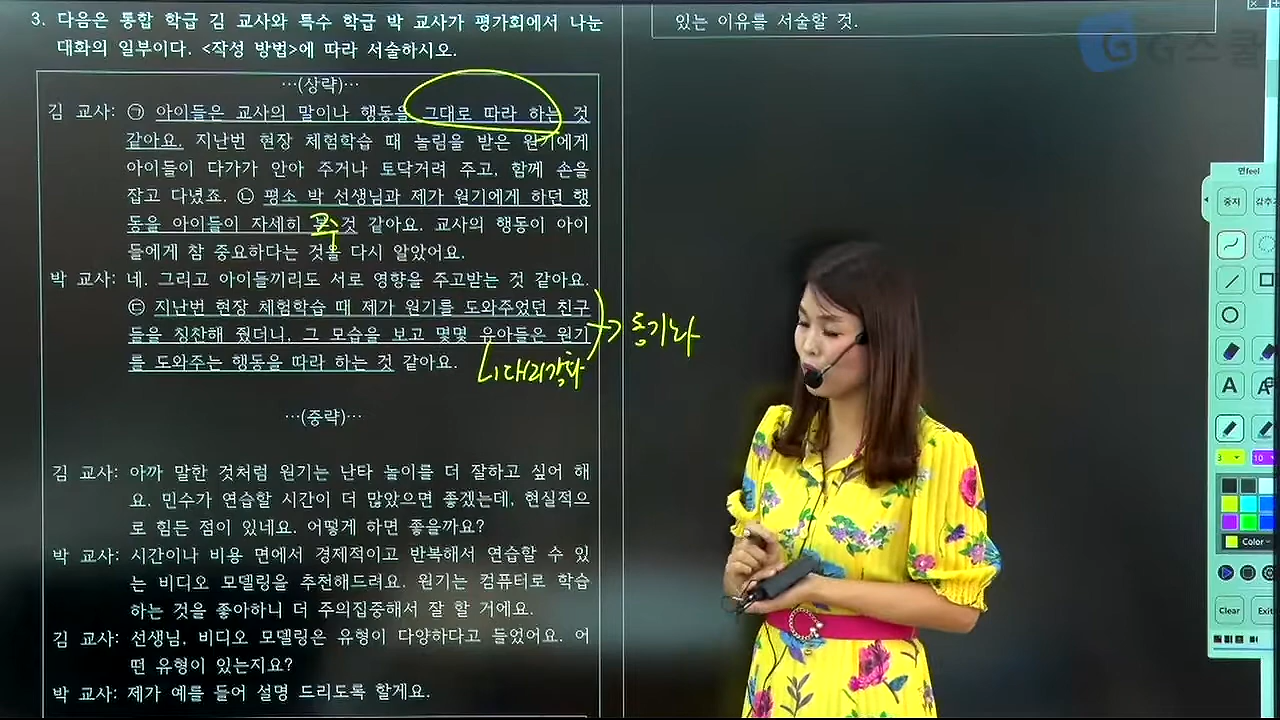 3. 다음은 통합 학급 김 교사와 특수 학급 박 교사가 평가회에서 나눈
대화의 일부이다. <작성 방법>에 따라 서술하시오.
…(상략)…
김 교사: ㉠ 아이들은 교사의 말이나 행동을 그대로 따라 하는 것
같아요. 지난번 현장 체험학습 때 놀림을 받은 원기에게
아이들이 다가가 안아 주거나 토닥거려 주고, 함께 손을
잡고 다녔죠. ㉡ 평소 박 선생님과 제가 원기에게 하던 행
동을 아이들이 자세히 본 것 같아요. 교사의 행동이 아이
들에게 참 중요하다는 것을 다시 알았어요.
주
박 교사: 네. 그리고 아이들끼리도 서로 영향을 주고받는 것 같아요.
㉢ 지난번 현장 체험학습 때 제가 원기를 도와주었던 친구
들을 칭찬해 줬더니, 그 모습을 보고 몇몇 유아들은 원기
를 도와주는 행동을 따라 하는 것 같아요.
대리강화
동기화
…(중략)…
김 교사: 아까 말한 것처럼 원기는 난타 놀이를 더 잘하고 싶어 해
요. 민수가 연습할 시간이 더 많았으면 좋겠는데, 현실적으
로 힘든 점이 있네요. 어떻게 하면 좋을까요?
박 교사: 시간이나 비용 면에서 경제적이고 반복해서 연습할 수 있
는 비디오 모델링을 추천해드려요. 원기는 컴퓨터로 학습
하는 것을 좋아하니 더 주의집중해서 잘 할 거에요.
김 교사: 선생님, 비디오 모델링은 유형이 다양하다고 들었어요. 어
떤 유형이 있는지요?
박 교사: 제가 예를 들어 설명 드리도록 할게요.
있는 이유를 서술할 것.
G스쿨
펜feel
중지
감추기
A
3
10
Color
Clear
Exit